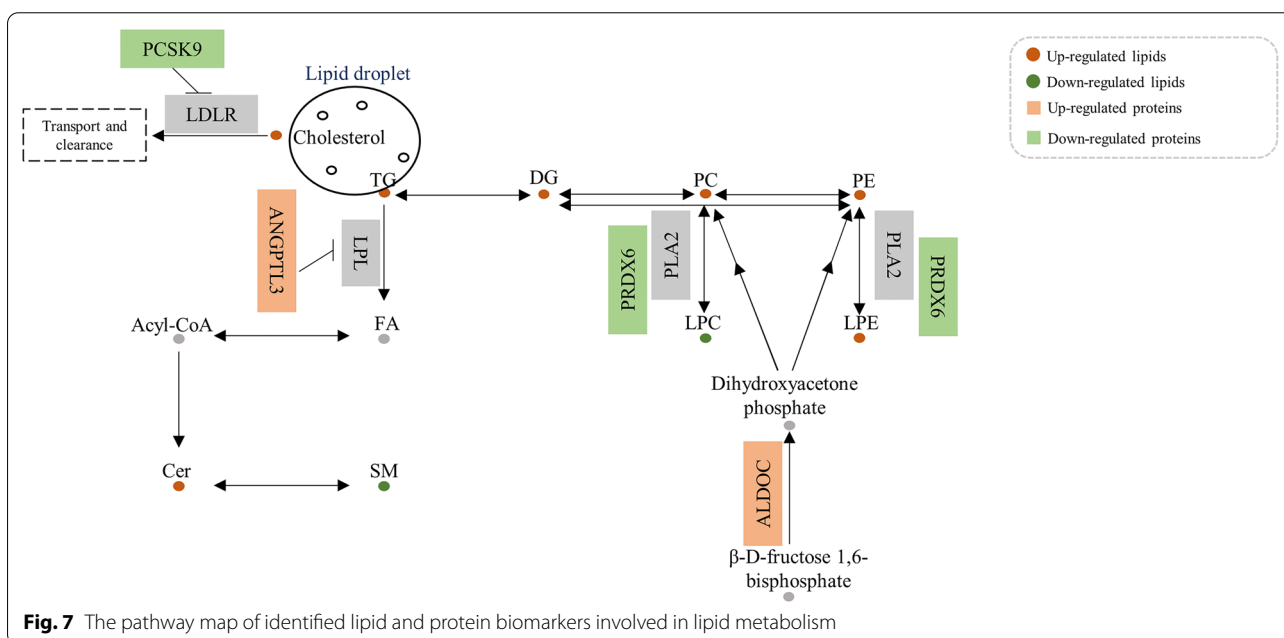 PCSK9
Up-regulated lipids
Down-regulated lipids
Up-regulated proteins
Down-regulated proteins
Lipid droplet
LDLR
Transport and
clearance
Cholesterol
TG
DG
PC
PE
ANGPTL3
LPL
PRDX6
PLA2
PLA2
PRDX6
Acyl-CoA
FA
LPC
LPE
Dihydroxyacetone
phosphate
Cer
SM
ALDOC
β-D-fructose 1,6-
bisphosphate
Fig. 7 The pathway map of identified lipid and protein biomarkers involved in lipid metabolism